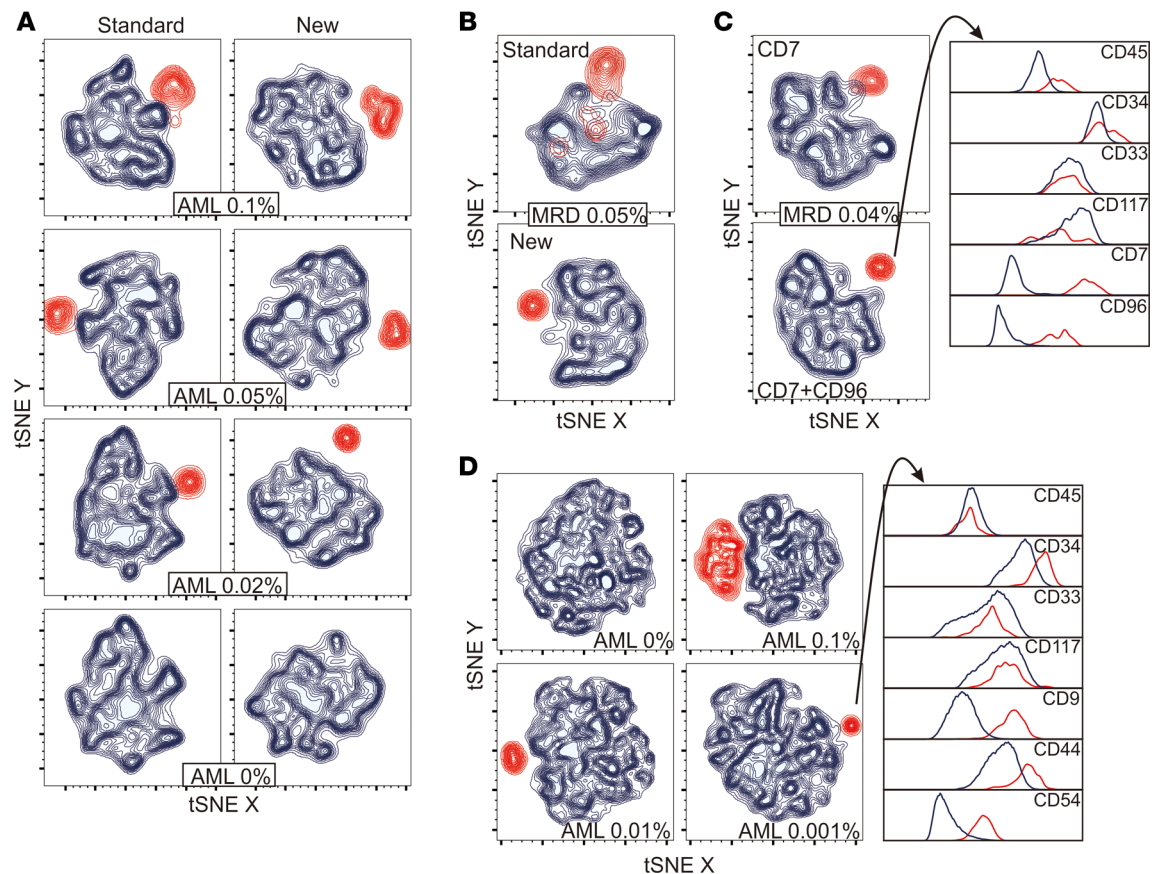 A
Standard
New
AML 0.1%
AML 0.05%
AML 0.02%
AML 0%
tSNE Y
tSNE X
B
Standard
MRD 0.05%
New
tSNE Y
tSNE X
C
CD7
MRD 0.04%
CD7+CD96
tSNE X
CD45
CD34
CD33
CD117
CD7
CD96
D
AML 0%
AML 0.1%
AML 0.01%
AML 0.001%
tSNE Y
tSNE X
CD45
CD34
CD33
CD117
CD9
CD44
CD54